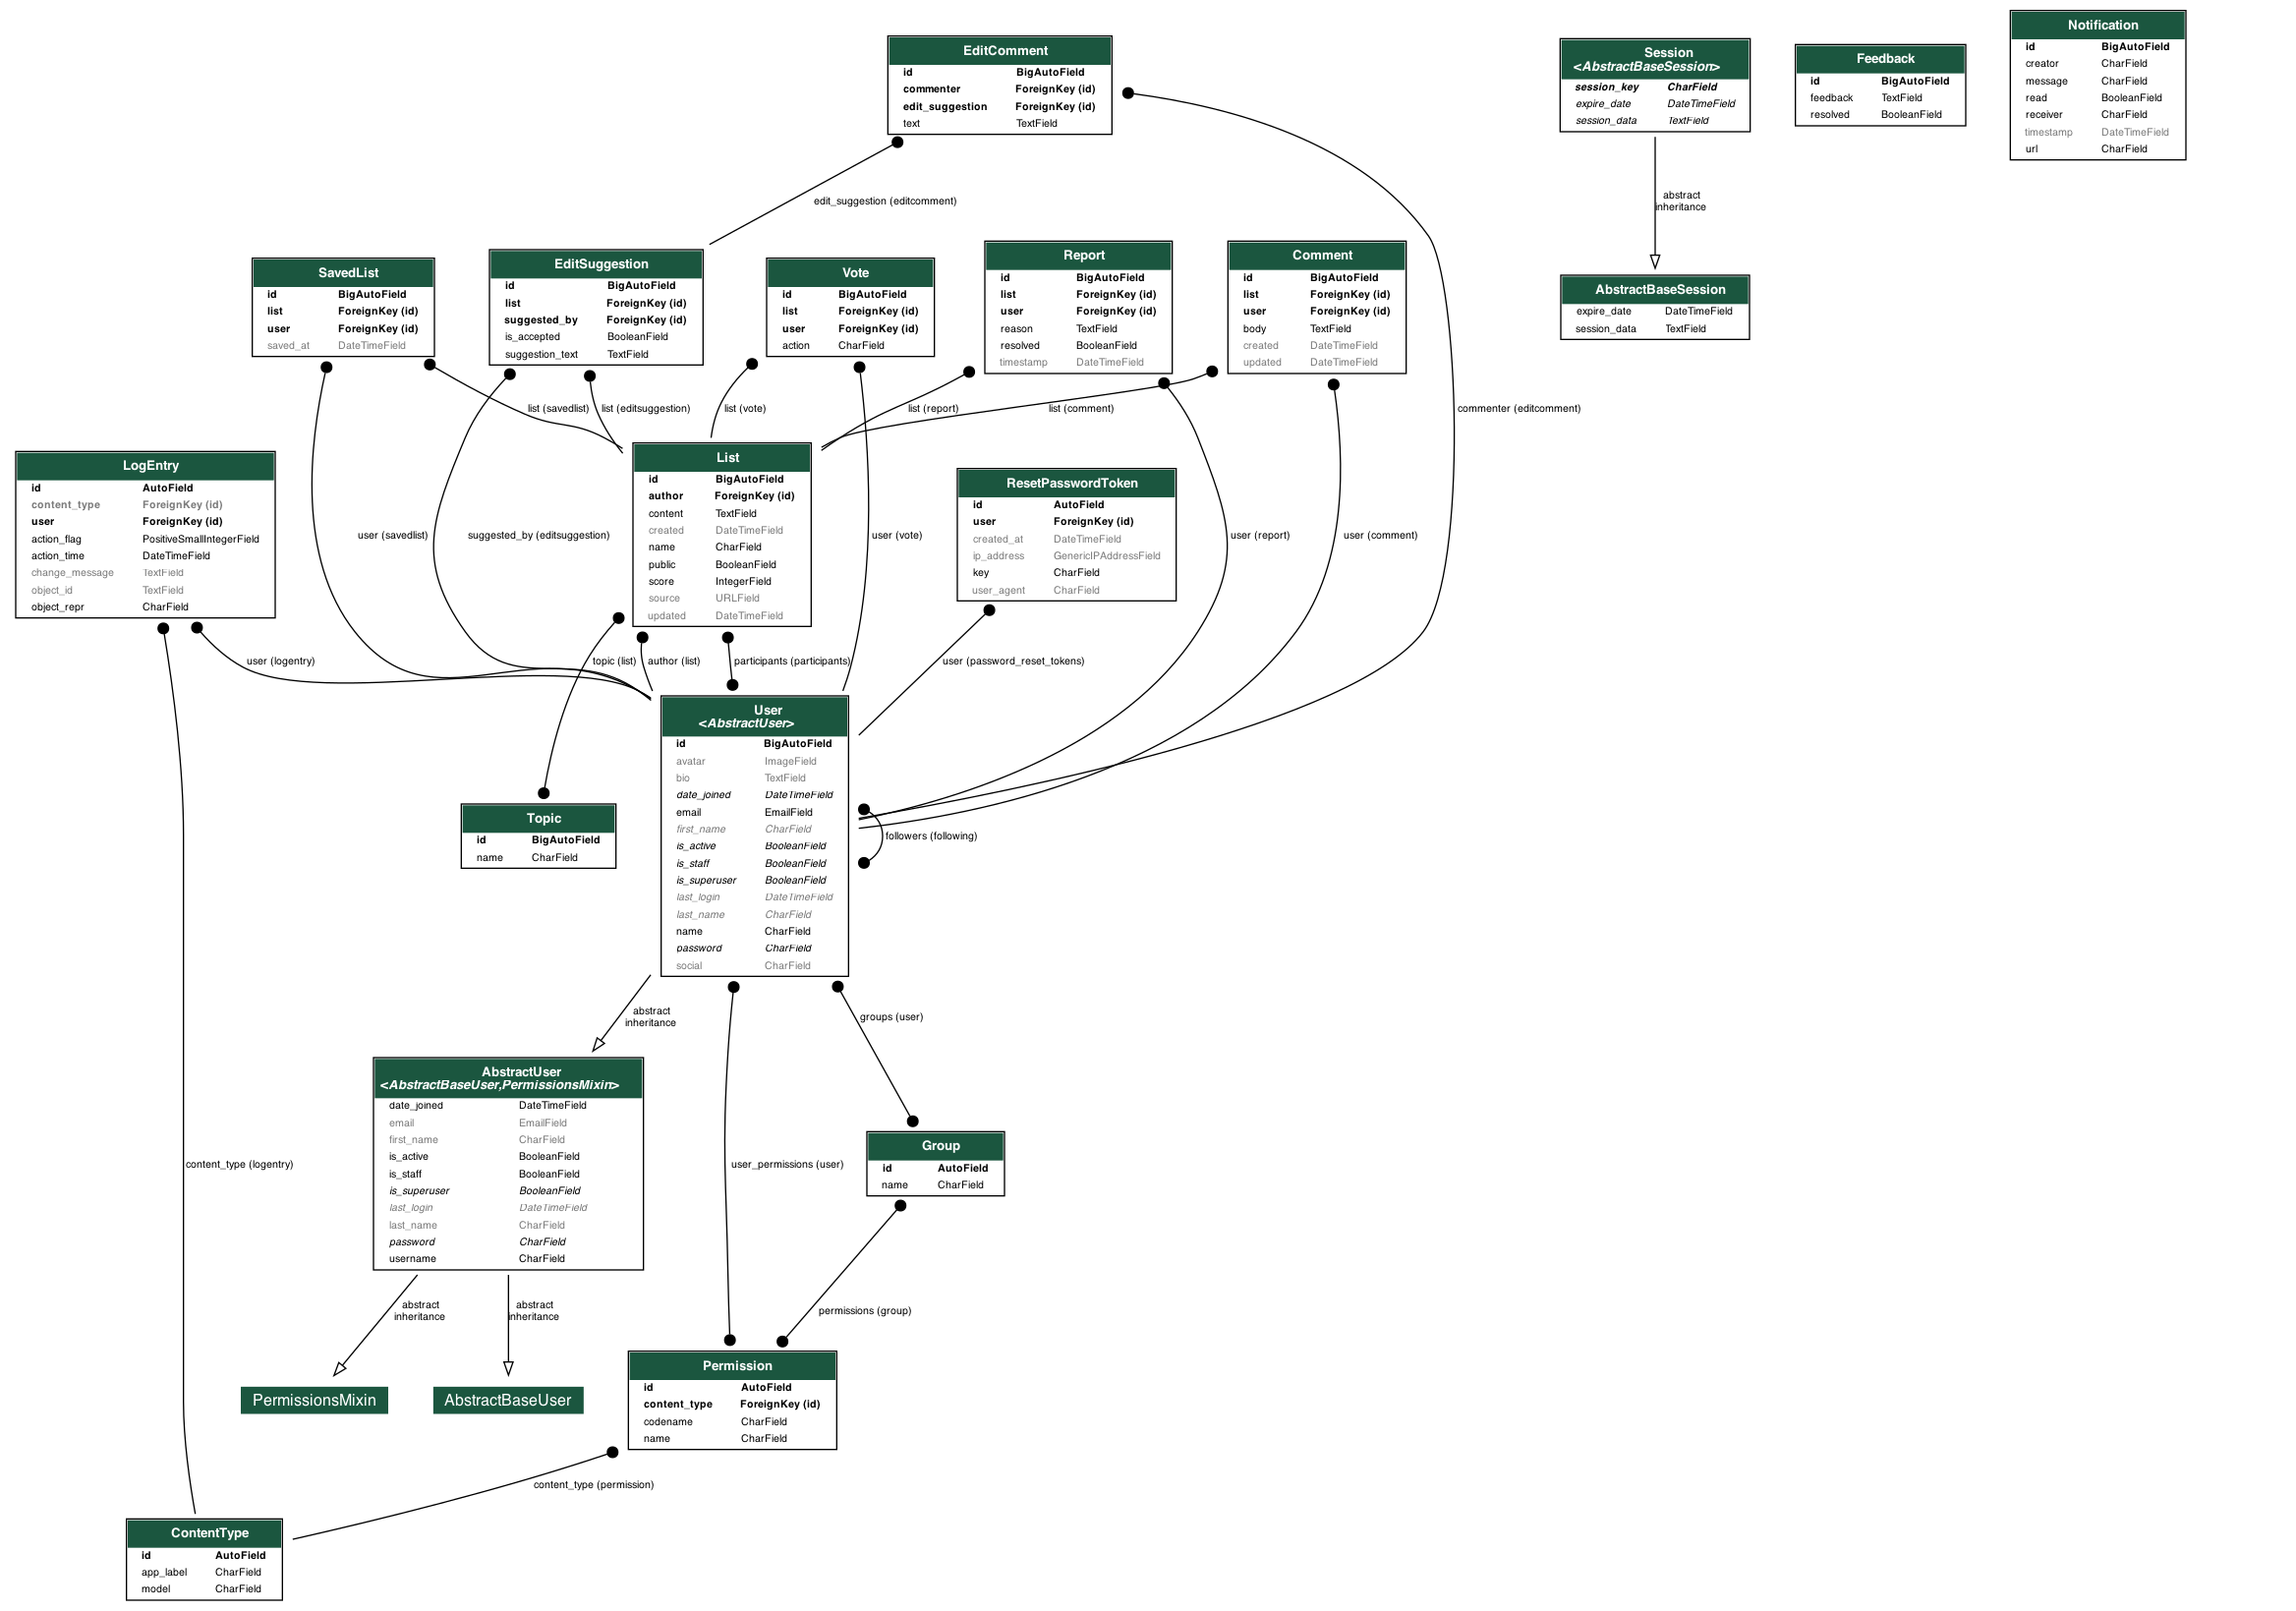 EditComment
id BigAutoField
commenter ForeignKey (id)
edit_suggestion ForeignKey (id)
text TextField
Session
<AbstractBaseSession>
session_key CharField
expire_date DateTimeField
session_data TextField
Feedback
id BigAutoField
feedback TextField
resolved BooleanField
Notification
id BigAutoField
creator CharField
message CharField
read BooleanField
receiver CharField
timestamp DateTimeField
url CharField
edit_suggestion (editcomment)
abstract
inheritance
SavedList
id BigAutoField
list ForeignKey (id)
user ForeignKey (id)
saved_at DateTimeField
EditSuggestion
id BigAutoField
list ForeignKey (id)
suggested_by ForeignKey (id)
is_accepted BooleanField
suggestion_text TextField
Vote
id BigAutoField
list ForeignKey (id)
user ForeignKey (id)
action CharField
Report
id BigAutoField
list ForeignKey (id)
user ForeignKey (id)
reason TextField
resolved BooleanField
timestamp DateTimeField
Comment
id BigAutoField
list ForeignKey (id)
user ForeignKey (id)
body TextField
created DateTimeField
updated DateTimeField
AbstractBaseSession
expire_date DateTimeField
session_data TextField
list (savedlist)
list (editsuggestion)
list (vote)
list (report)
list (comment)
commenter (editcomment)
LogEntry
id AutoField
content_type ForeignKey (id)
user ForeignKey (id)
action_flag PositiveSmallIntegerField
action_time DateTimeField
change_message TextField
object_id TextField
object_repr CharField
List
id BigAutoField
author ForeignKey (id)
content TextField
created DateTimeField
name CharField
public BooleanField
score IntegerField
source URLField
updated DateTimeField
ResetPasswordToken
id AutoField
user ForeignKey (id)
created_at DateTimeField
ip_address GenericIPAddressField
key CharField
user_agent CharField
user (savedlist)
suggested_by (editsuggestion)
user (vote)
user (report)
user (comment)
user (logentry)
topic (list)
author (list)
participants (participants)
user (password_reset_tokens)
User
<AbstractUser>
id BigAutoField
avatar ImageField
bio TextField
date_joined DateTimeField
email EmailField
first_name CharField
is_active BooleanField
is_staff BooleanField
is_superuser BooleanField
last_login DateTimeField
last_name CharField
name CharField
password CharField
social CharField
followers (following)
Topic
id BigAutoField
name CharField
abstract
inheritance
groups (user)
AbstractUser
<AbstractBaseUser,PermissionsMixin>
date_joined DateTimeField
email EmailField
first_name CharField
is_active BooleanField
is_staff BooleanField
is_superuser BooleanField
last_login DateTimeField
last_name CharField
password CharField
username CharField
content_type (logentry)
user_permissions (user)
Group
id AutoField
name CharField
abstract
inheritance
abstract
inheritance
permissions (group)
PermissionsMixin
AbstractBaseUser
Permission
id AutoField
content_type ForeignKey (id)
codename CharField
name CharField
content_type (permission)
ContentType
id AutoField
app_label CharField
model CharField